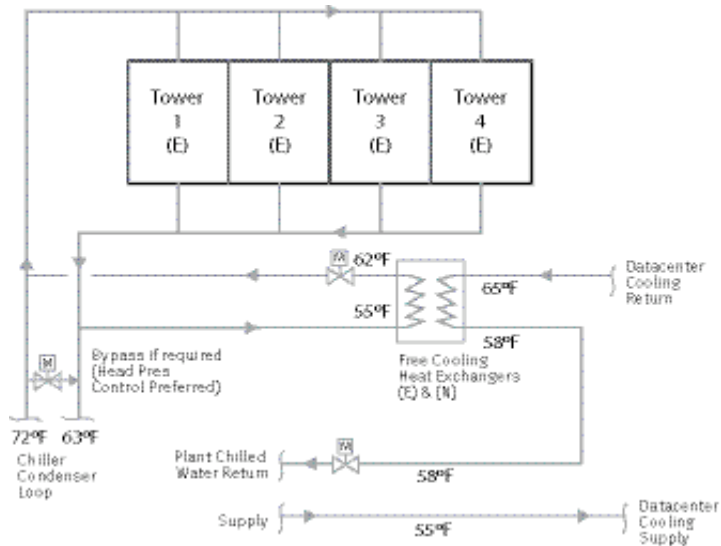 Tower
1
(E)
Tower
2
(E)
Tower
3
(E)
Tower
4
(E)
M
62ºF
65ºF
Datacenter
Cooling
Return
55ºF
58ºF
M
Bypass if required
(Head Pres
Control Preferred)
Free Cooling
Heat Exchangers
(E) & (N)
72ºF
63ºF
Chiller
Condenser
Loop
M
Plant Chilled
Water Return
58ºF
Supply
55ºF
Datacenter
Cooling
Supply